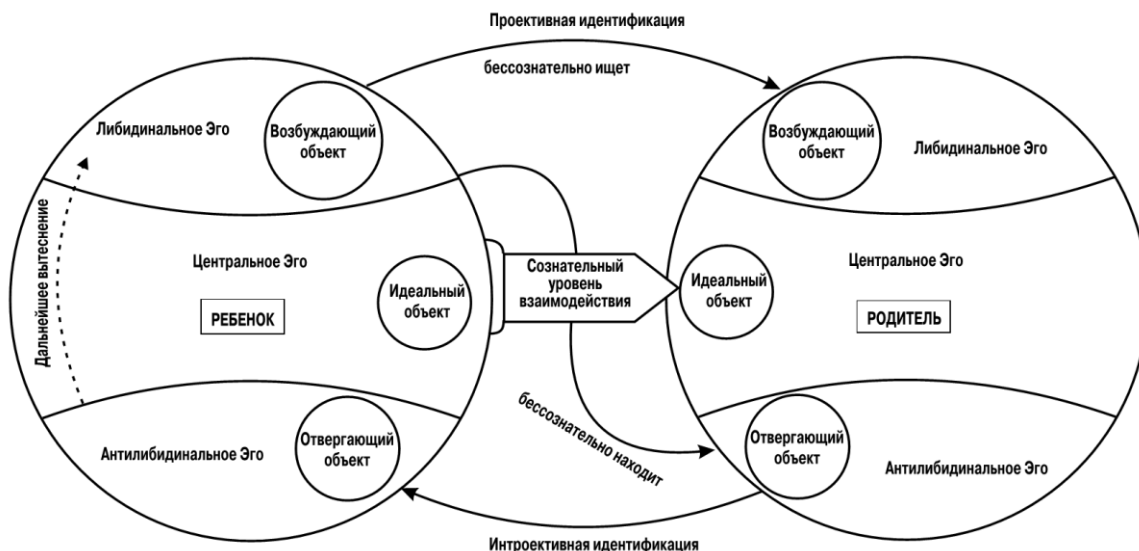 Проективная идентификация
бессознательно ищет
Либидинальное Эго
Возбуждающий
объект
Возбуждающий
объект
Либидинальное Эго
Дальнейшее вытеснение
Центральное Эго
Идеальный
объект
РЕБЕНОК
Сознательный
уровень
взаимодействия
Идеальный
объект
Центральное Эго
РОДИТЕЛЬ
Антилибидинальное Эго
Отвергающий
объект
бессознательно находит
Отвергающий
объект
Антилибидинальное Эго
Интроективная идентификация